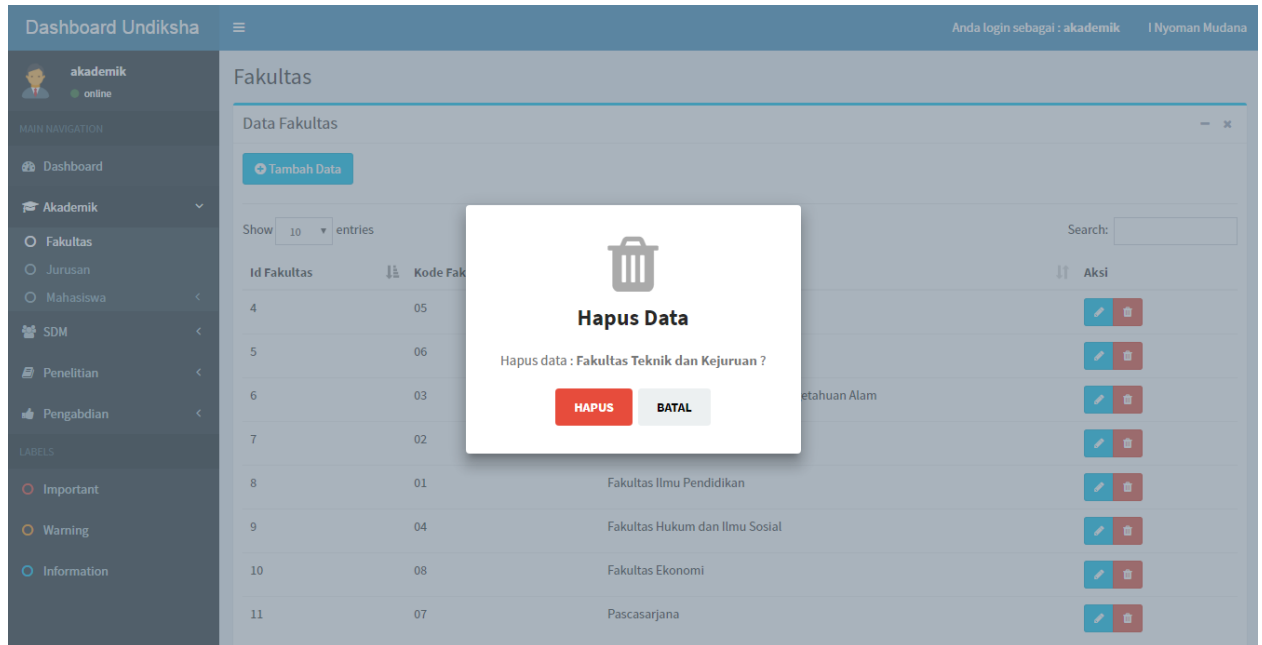 Dashboard Undiksha
Anda login sebagai : akademik I Nyoman Mudana
akademik
online
MAIN NAVIGATION
Dashboard
Akademik
Fakultas
Jurusan
Mahasiswa
SDM
Penelitian
Pengabdian
LABELS
Important
Warning
Information
Fakultas
Data Fakultas
Tambah Data
Show 10 entries
Search:
Id Fakultas Kode Fak Aksi
4 05
5 06
6 03 etahuan Alam
7 02
8 01 Fakultas Ilmu Pendidikan
9 04 Fakultas Hukum dan Ilmu Sosial
10 08 Fakultas Ekonomi
11 07 Pascasarjana
Hapus Data
Hapus data : Fakultas Teknik dan Kejuruan ?
HAPUS BATAL